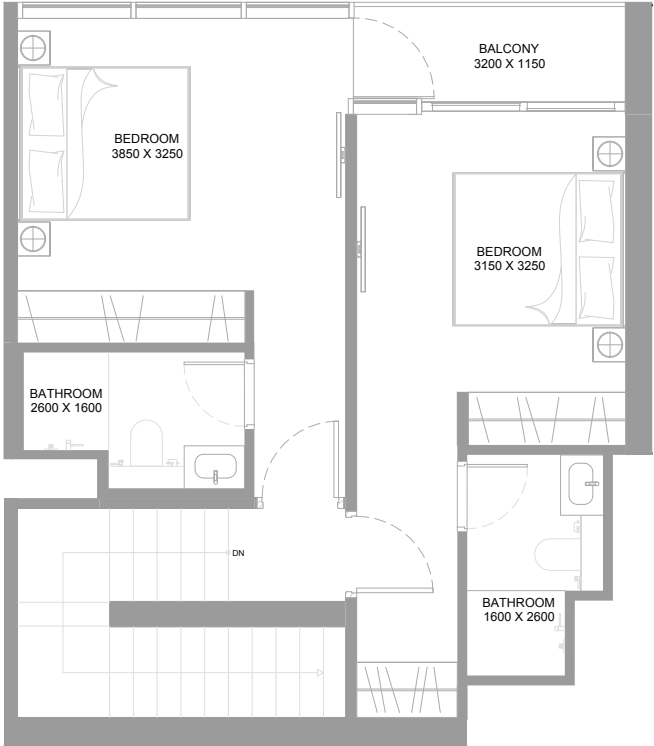 BALCONY
3200 X 1150
BEDROOM
3850 X 3250
BEDROOM
3150 X 3250
BATHROOM
2600 X 1600
DN
BATHROOM
1600 X 2600